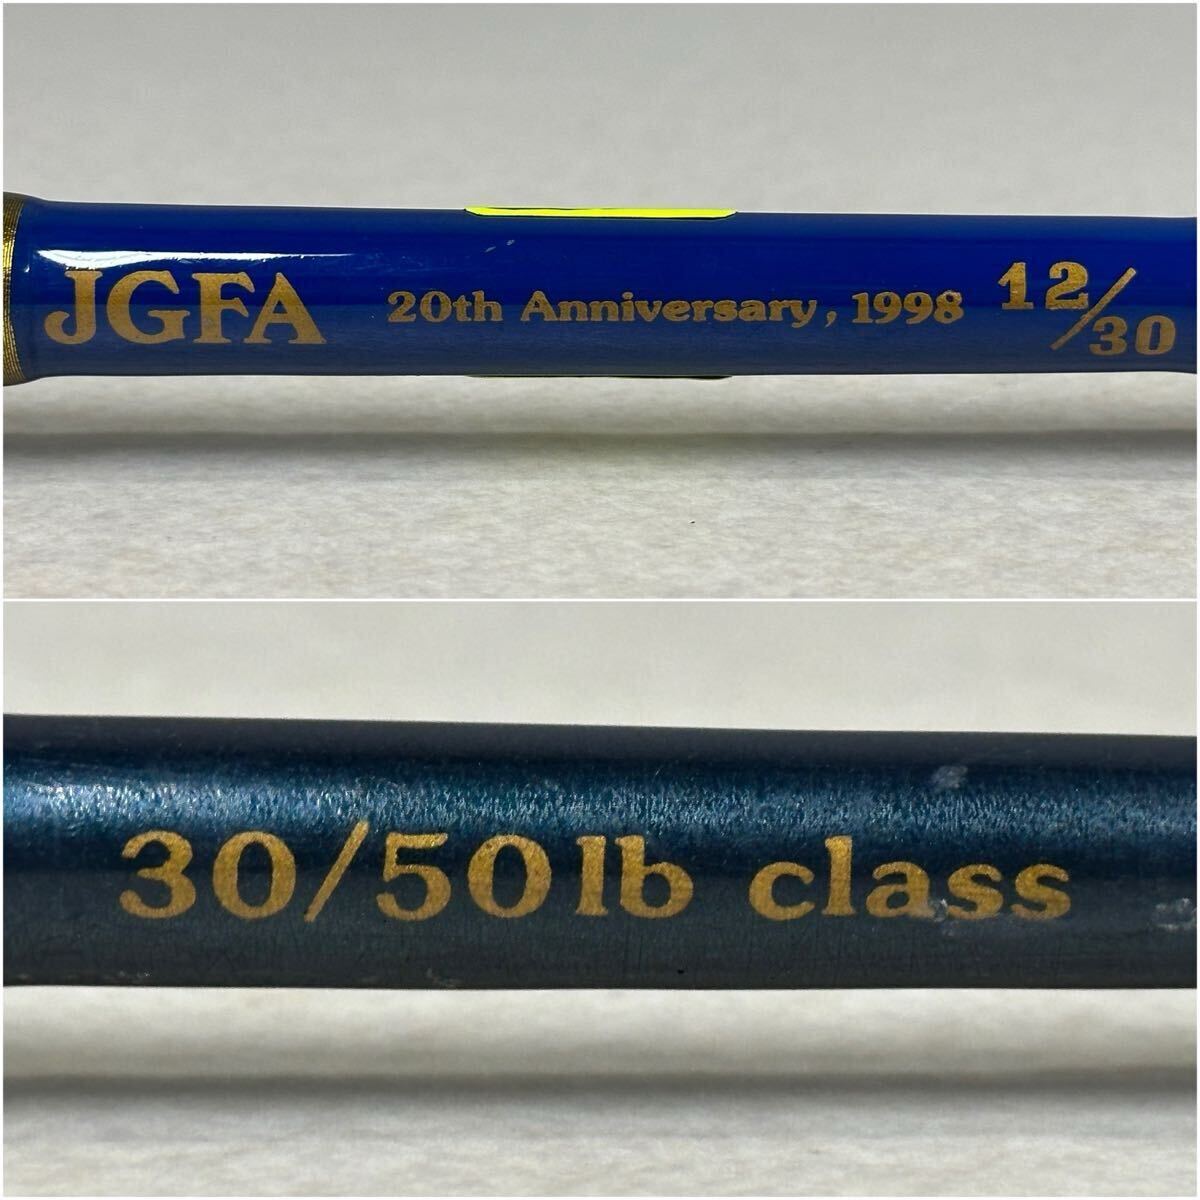 JGFA 20th Anniversary, 1998 12/30
30/50lb class